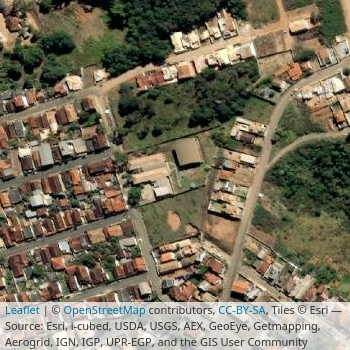 Leaflet | © OpenStreetMap contributors, CC-BY-SA, Tiles © Esri —
Source: Esri, i-cubed, USDA, USGS, AEX, GeoEye, Getmapping,
Aerogrid, IGN, IGP, UPR-EGP, and the GIS User Community